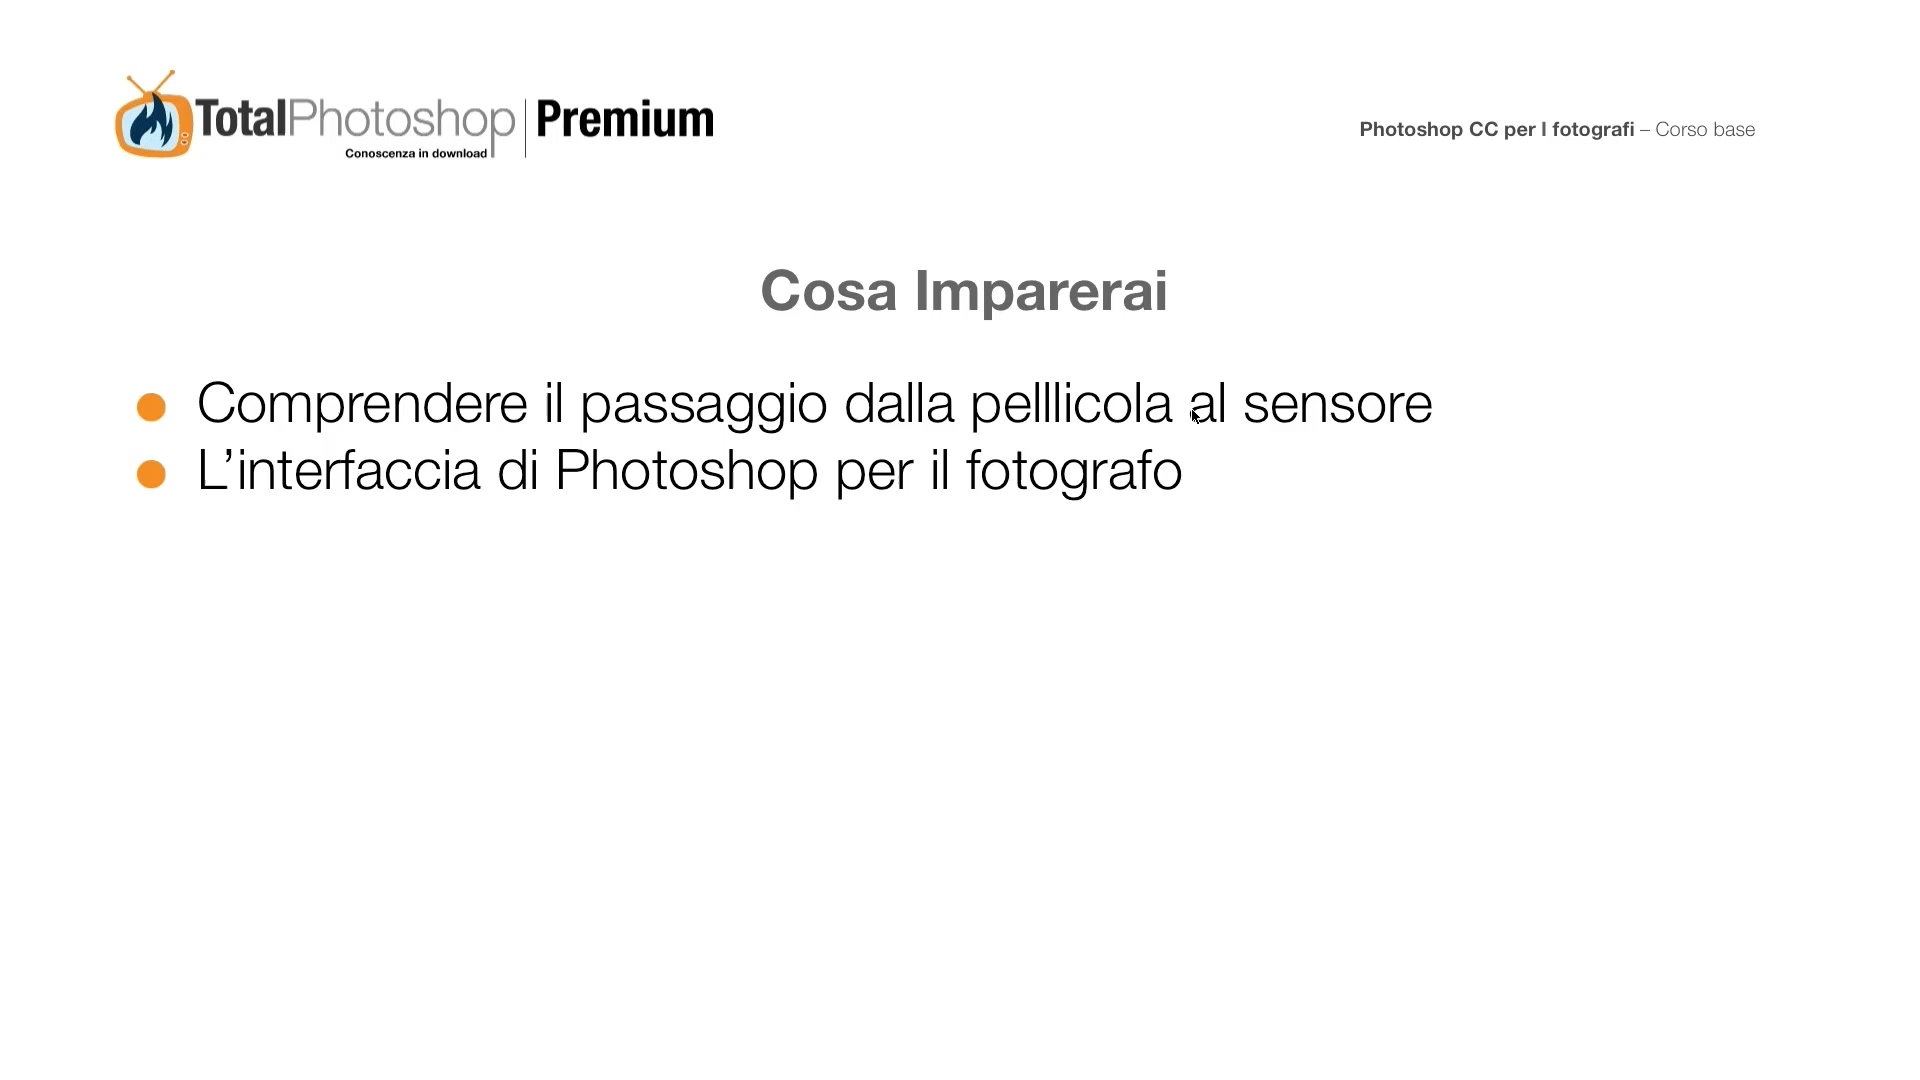 TotalPhotoshop Premium
Conoscenza in download
Photoshop CC per I fotografi – Corso base
Cosa Imparerai
Comprendere il passaggio dalla pelllicola al sensore
L’interfaccia di Photoshop per il fotografo